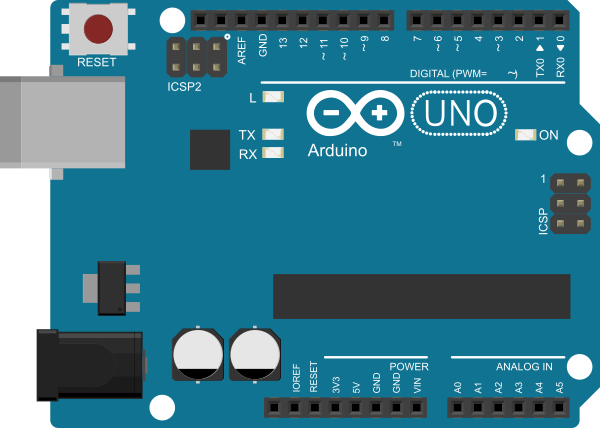 RESET
ICSP2
AREF
GND
13
12
~11
~10
~9
8
7
~6
~5
4
~3
2
TX0 ▶ 1
RX0 ◀ 0
DIGITAL (PWM= ~)
L
TX
RX
Arduino
TM
UNO
ON
1
ICSP
POWER
ANALOG IN
IOREF
RESET
3V3
5V
GND
GND
VIN
A0
A1
A2
A3
A4
A5